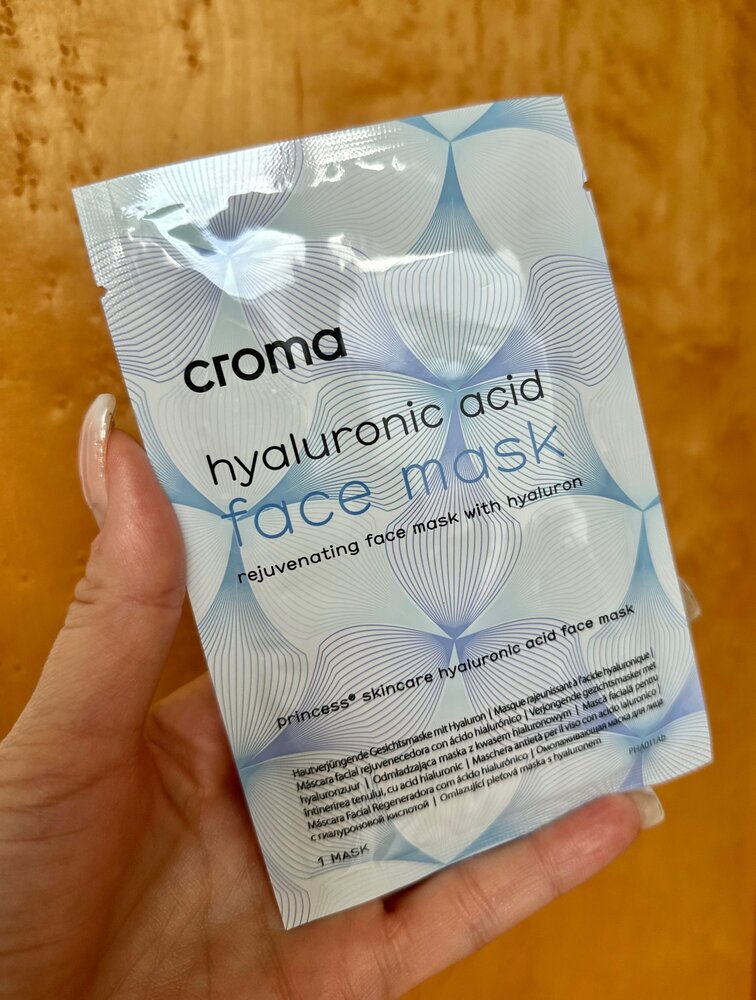 croma
hyaluronic acid
face mask
rejuvenating face mask with hyaluron
princess® skincare hyaluronic acid face mask
Hautverjüngende Gesichtsmaske mit Hyaluron | Masque rajeunissant à l'acide hyaluronique |
Máscara facial rejuvenecedora con ácido hialurónico | Verjongende gezichtsmasker met
hyaluronzuur | Odmładzająca maska z kwasem hialuronowym | Mască facială pentru
întinerirea tenului, cu acid hialuronic | Maschera antietà per il viso con acido ialuronico |
Máscara Facial Regeneradora com ácido hialurónico | Омолаживающая маска для лица
с гиалуроновой кислотой | Omlazující pleťová maska s hyaluronem
PHA011Ab
1 MASK